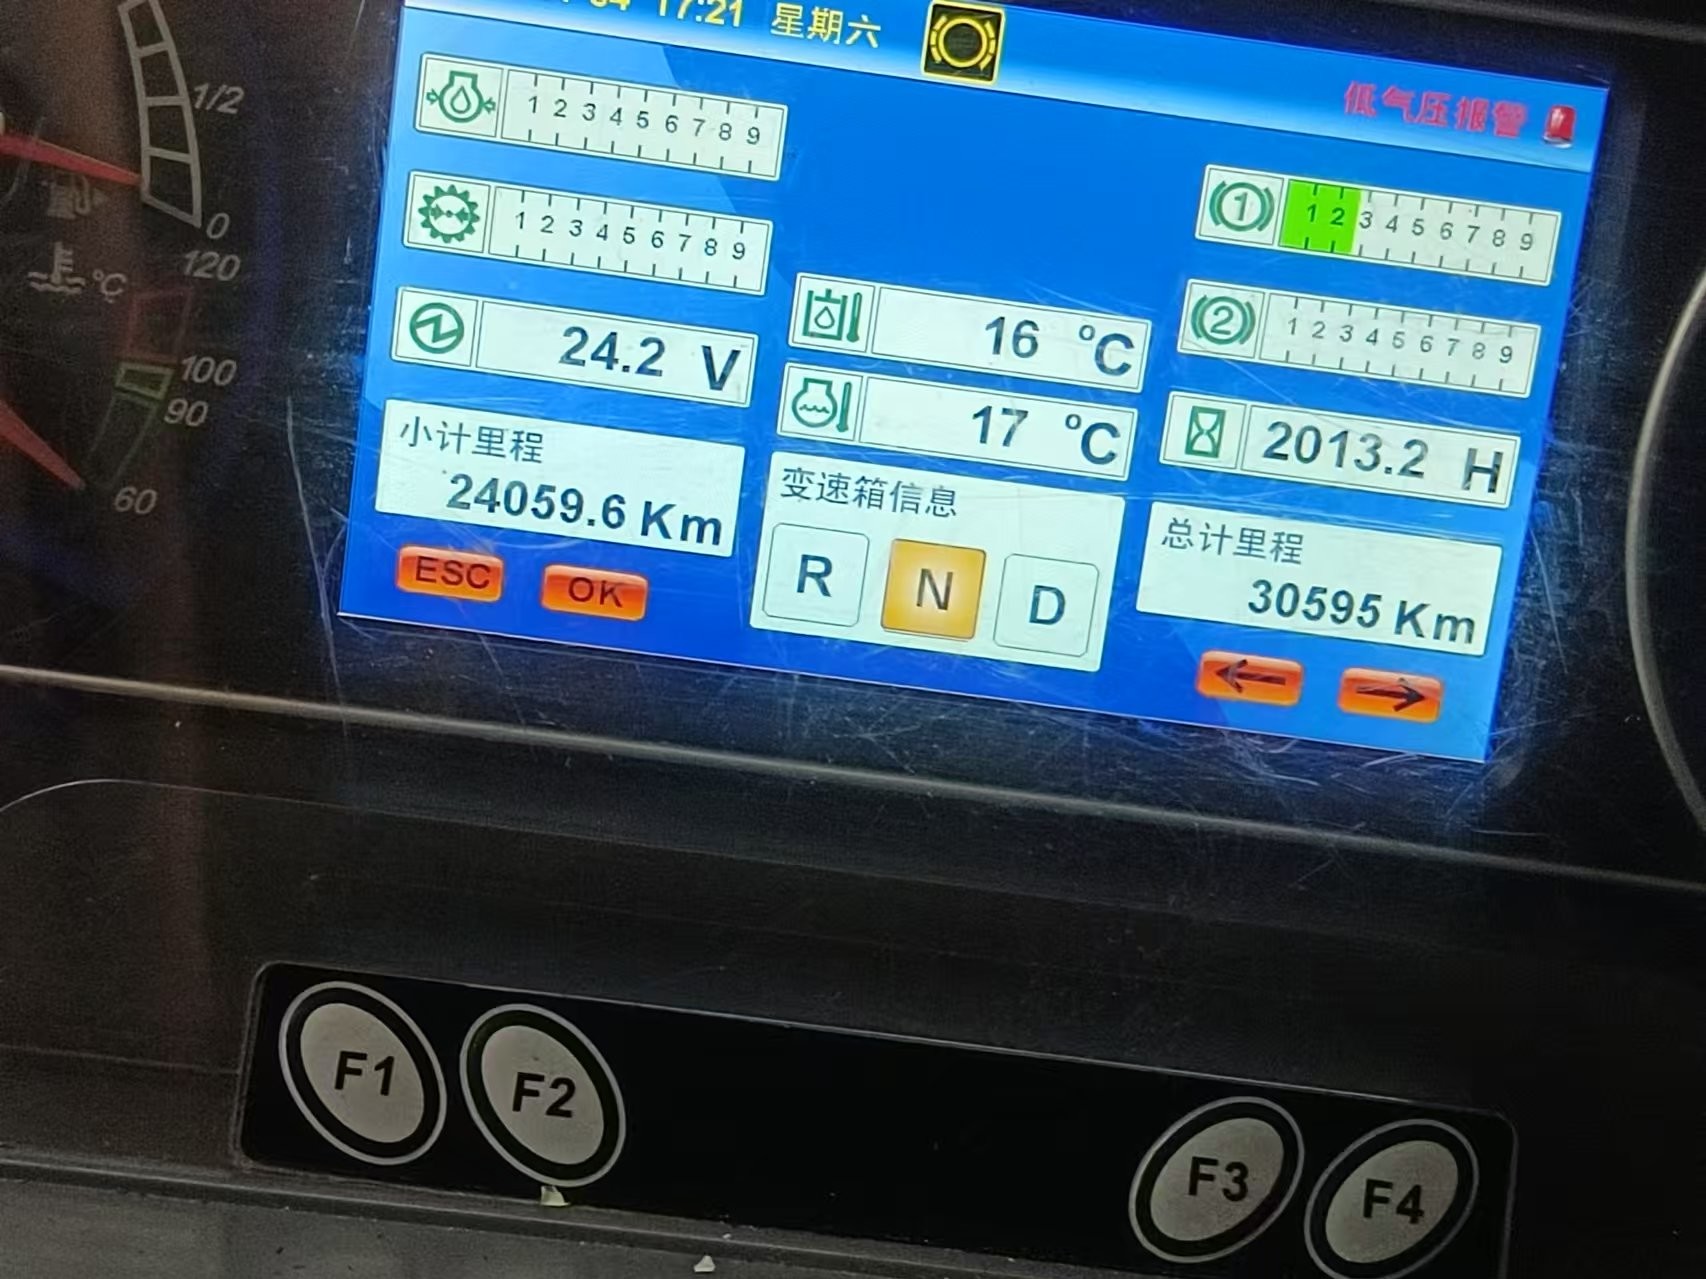 17:21 星期六
低气压报警
1/2
0
120
°C
100
90
60
1 2 3 4 5 6 7 8 9
1 2 3 4 5 6 7 8 9
24.2 V
小计里程
24059.6 Km
ESC OK
16 °C
17 °C
变速箱信息
R N D
① 1 2 3 4 5 6 7 8 9
② 1 2 3 4 5 6 7 8 9
2013.2 H
总计里程
30595 Km
← →
F1 F2 F3 F4